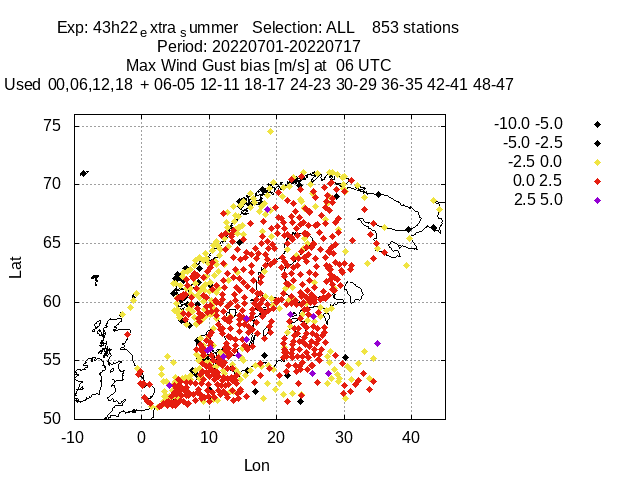 Exp: 43h22 e xtra s ummer Selection: ALL 853 stations
Period: 20220701-20220717
Max Wind Gust bias [m/s] at 06 UTC
Used 00,06,12,18 + 06-05 12-11 18-17 24-23 30-29 36-35 42-41 48-47
75
70
65
60
55
50
-10
0
10
20
30
40
Lat
Lon
-10.0 -5.0
-5.0 -2.5
-2.5 0.0
0.0 2.5
2.5 5.0